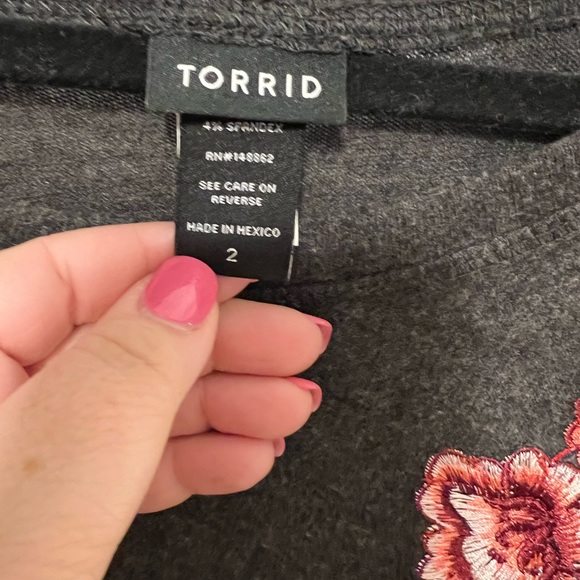 TORRID
4% SPANDEX
RN#148862
SEE CARE ON
REVERSE
MADE IN MEXICO
2